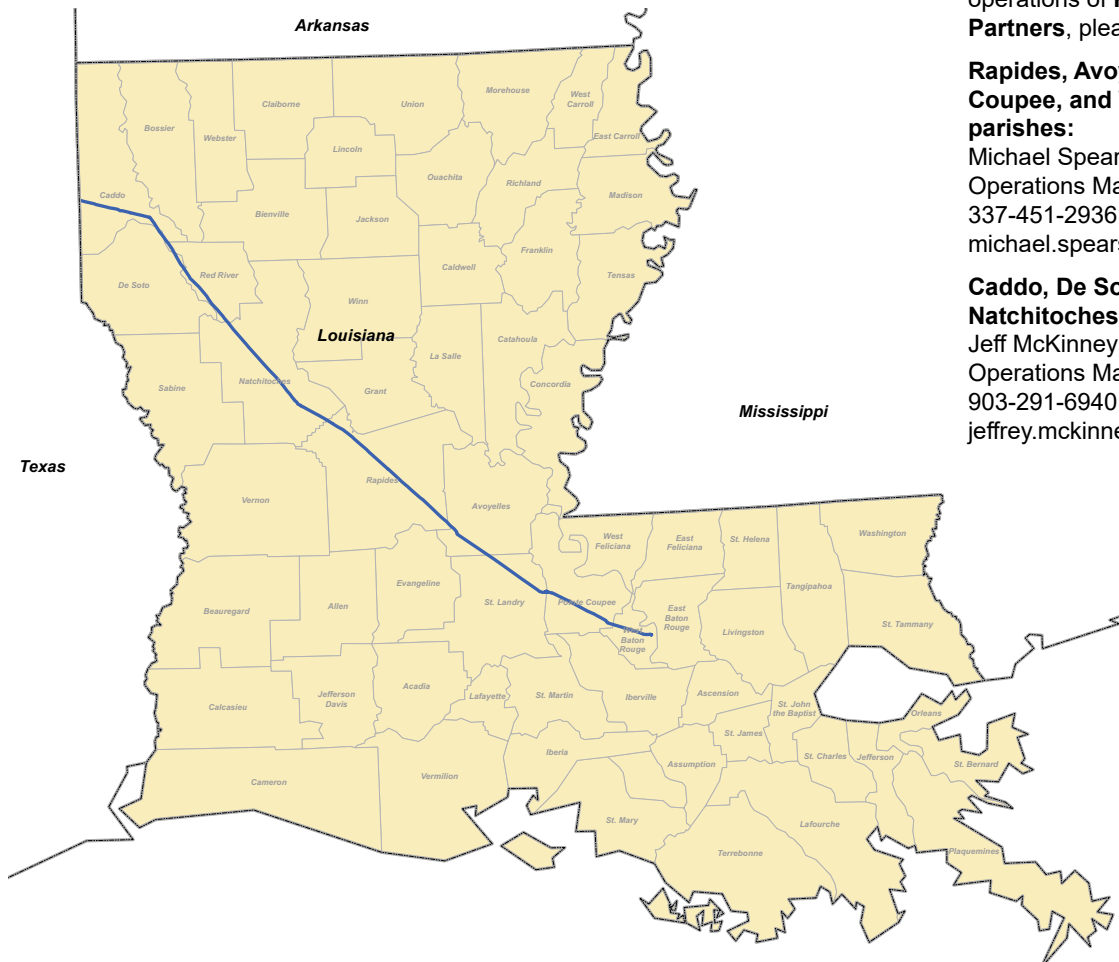 Arkansas
Texas
Louisiana
Mississippi
Caddo
Bossier
Webster
Claiborne
Union
Morehouse
West
Carroll
East Carroll
Lincoln
Ouachita
Richland
Madison
Bienville
Jackson
De Soto
Red River
Caldwell
Franklin
Tensas
Winn
Sabine
Natchitoches
Grant
La Salle
Catahoula
Concordia
Vernon
Rapides
Avoyelles
West
Feliciana
East
Feliciana
St. Helena
Washington
Tangipahoa
Beauregard
Allen
Evangeline
St. Landry
Pointe Coupee
West
Baton
Rouge
East
Baton
Rouge
Livingston
St. Tammany
Calcasieu
Jefferson
Davis
Acadia
Lafayette
St. Martin
Iberville
Ascension
St. John
the Baptist
Orleans
St. James
Cameron
Vermilion
Iberia
Assumption
St. Charles
Jefferson
St. Bernard
St. Mary
Lafourche
Terrebonne
Plaquemines
operations of
Partners, plea
Rapides, Avo
Coupee, and
parishes:
Michael Spear
Operations Ma
337-451-2936
michael.spears
Caddo, De So
Natchitoches
Jeff McKinney
Operations Ma
903-291-6940
jeffrey.mckinne